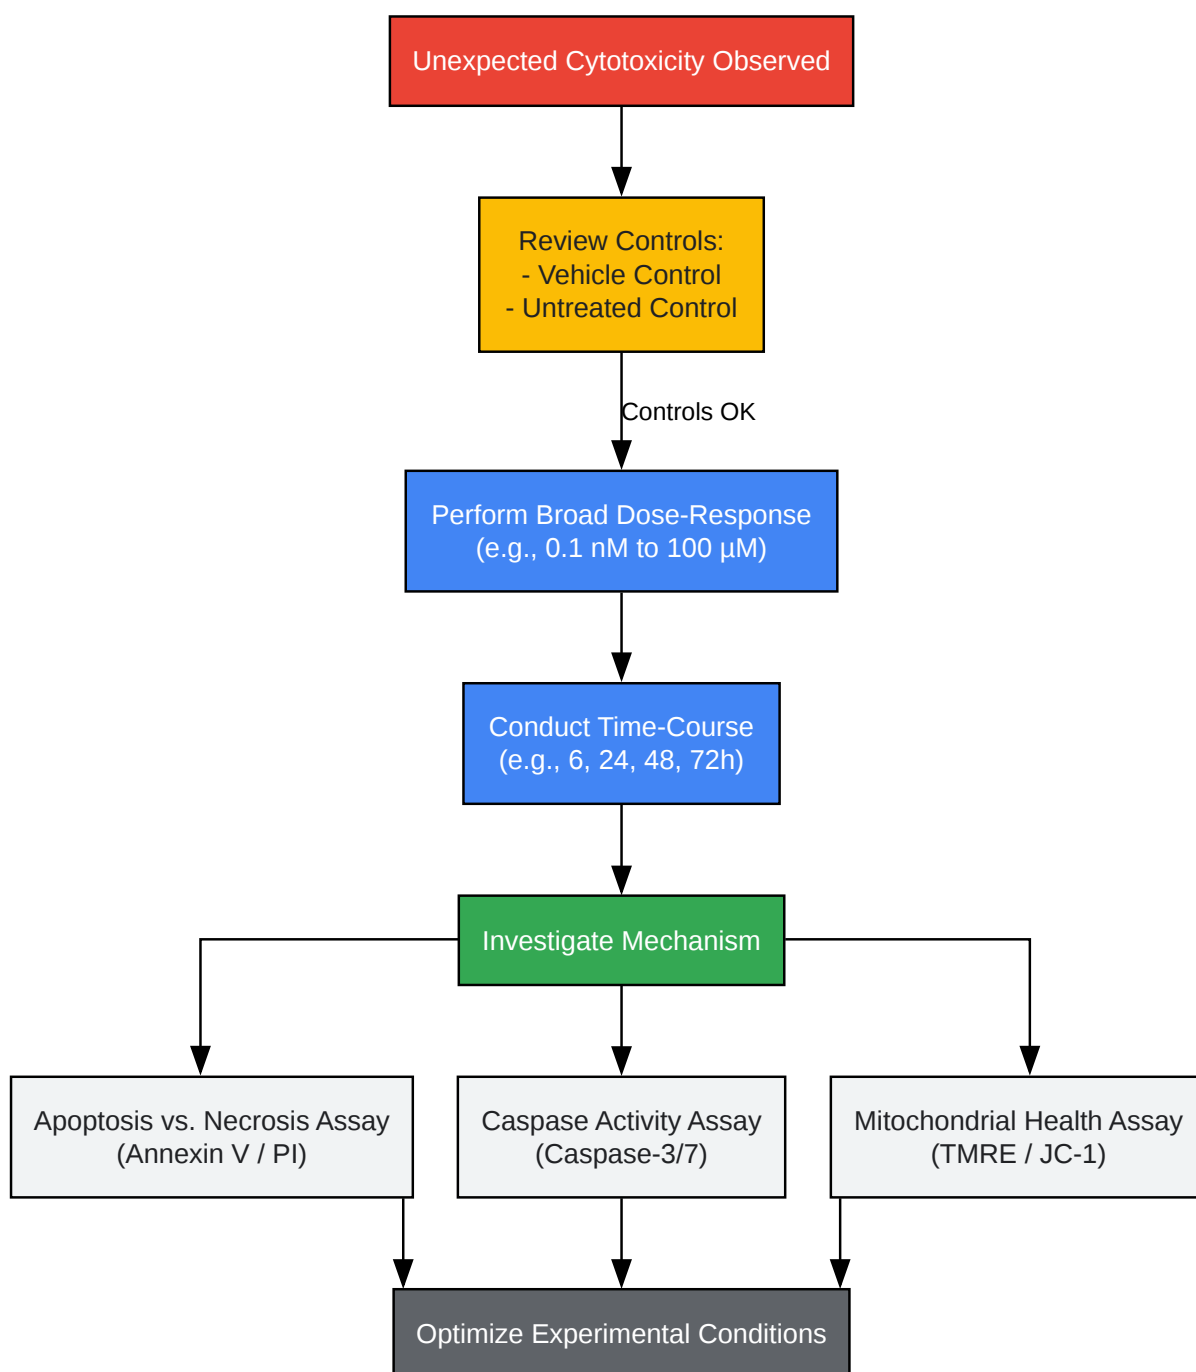 Unexpected Cytotoxicity Observed
Review Controls:
- Vehicle Control
- Untreated Control
Controls OK
Perform Broad Dose-Response
(e.g., 0.1 nM to 100 µM)
Conduct Time-Course
(e.g., 6, 24, 48, 72h)
Investigate Mechanism
Apoptosis vs. Necrosis Assay
(Annexin V / PI)
Caspase Activity Assay
(Caspase-3/7)
Mitochondrial Health Assay
(TMRE / JC-1)
Optimize Experimental Conditions